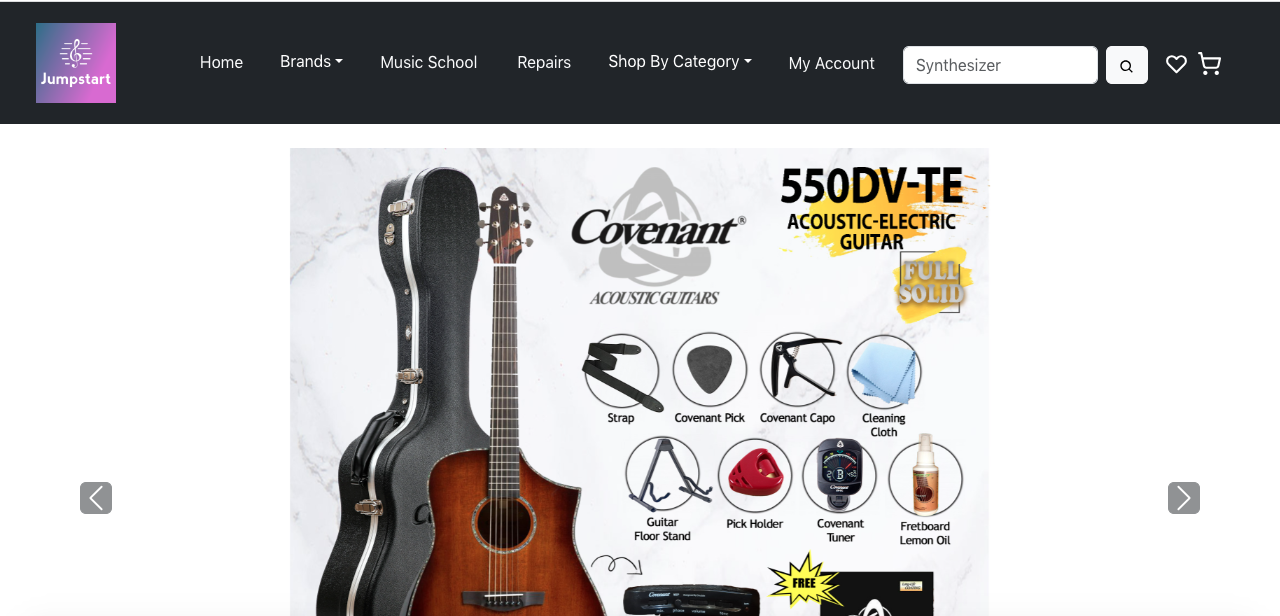 Jumpstart
Home
Brands
Music School
Repairs
Shop By Category
My Account
Synthesizer
Covenant®
ACOUSTIC GUITARS
550DV-TE
ACOUSTIC-ELECTRIC
GUITAR
FULL
SOLID
Strap
Covenant Pick
Covenant Capo
Cleaning
Cloth
Guitar
Floor Stand
Pick Holder
Covenant
Tuner
Fretboard
Lemon Oil
Covenant
FREE